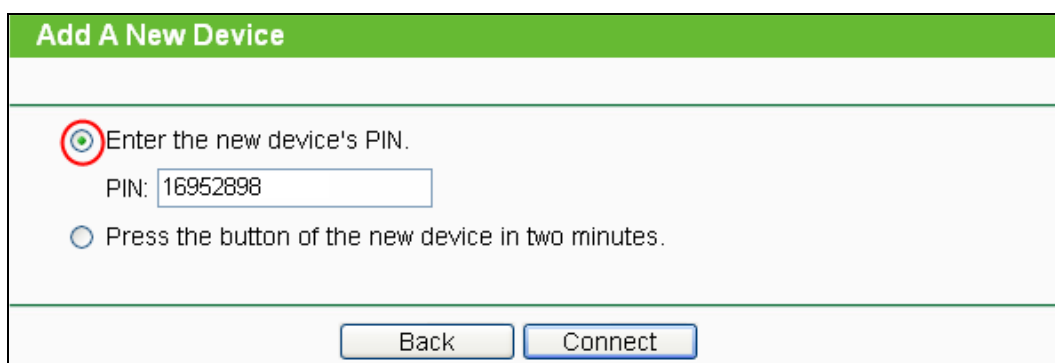 Add A New Device
Enter the new device's PIN.
PIN: 16952898
Press the button of the new device in two minutes.
Back Connect